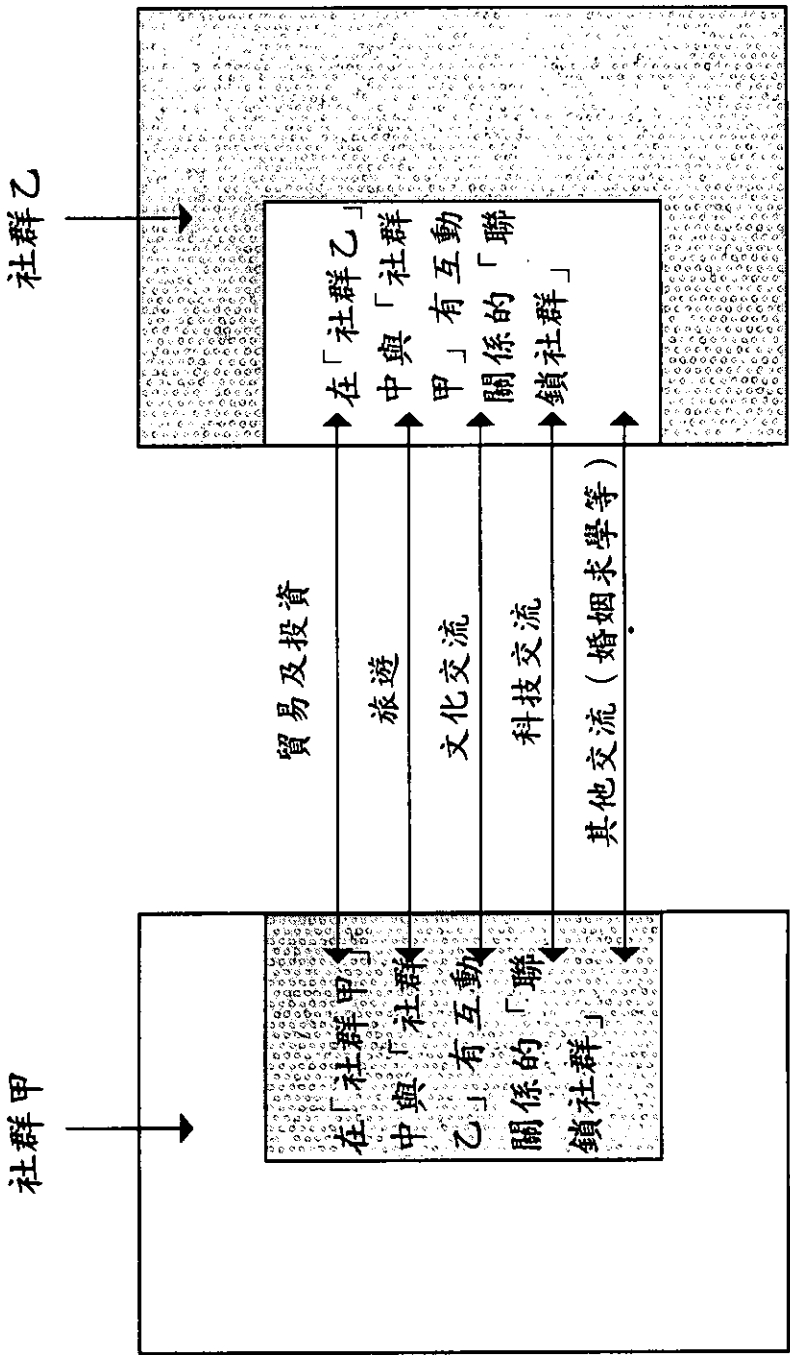 社群甲
社群乙
在「社群甲」
中與「社群
乙」有互動
關係的「聯
鎖社群」
貿易及投資
旅遊
文化交流
科技交流
其他交流（婚姻求學等）
在「社群乙」
中與「社群
甲」有互動
關係的「聯
鎖社群」